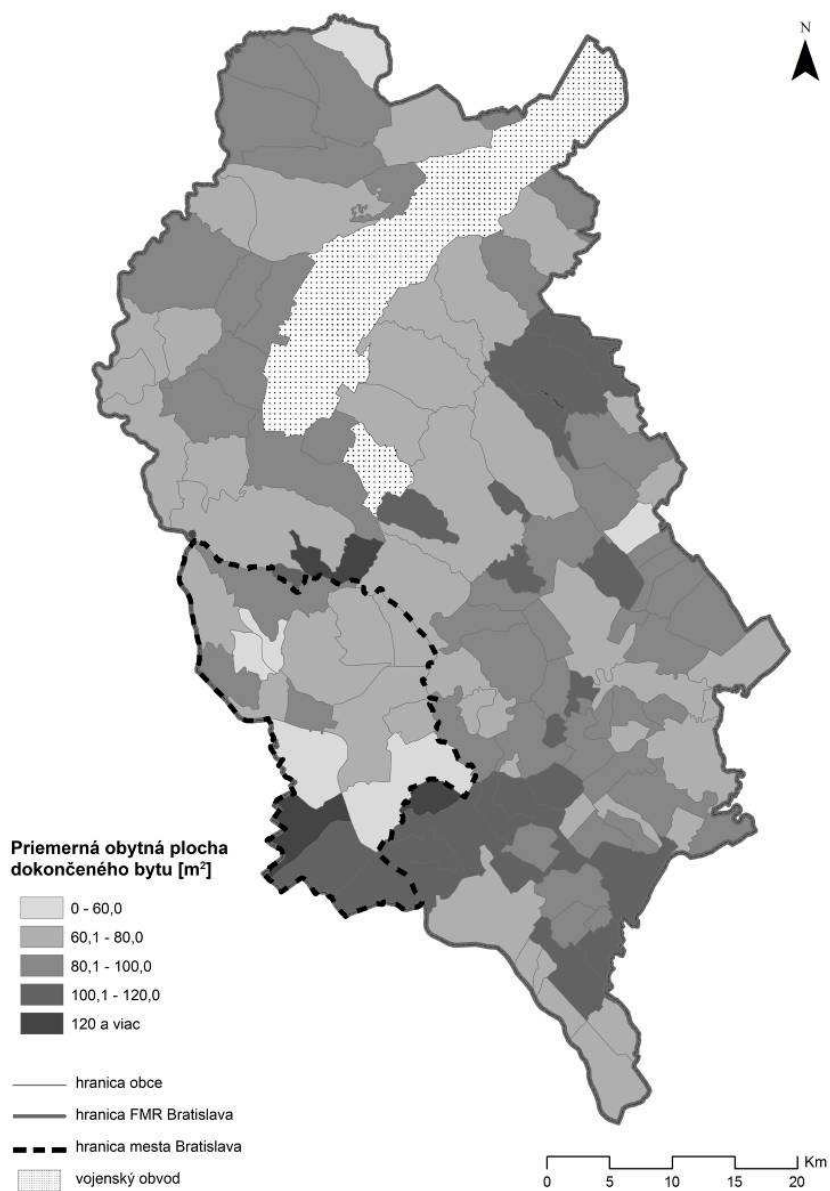 N
Priemerná obytná plocha
dokončeného bytu [m²]
0 - 60,0
60,1 - 80,0
80,1 - 100,0
100,1 - 120,0
120 a viac
hranica obce
hranica FMR Bratislava
hranica mesta Bratislava
vojenský obvod
Km
0 5 10 15 20